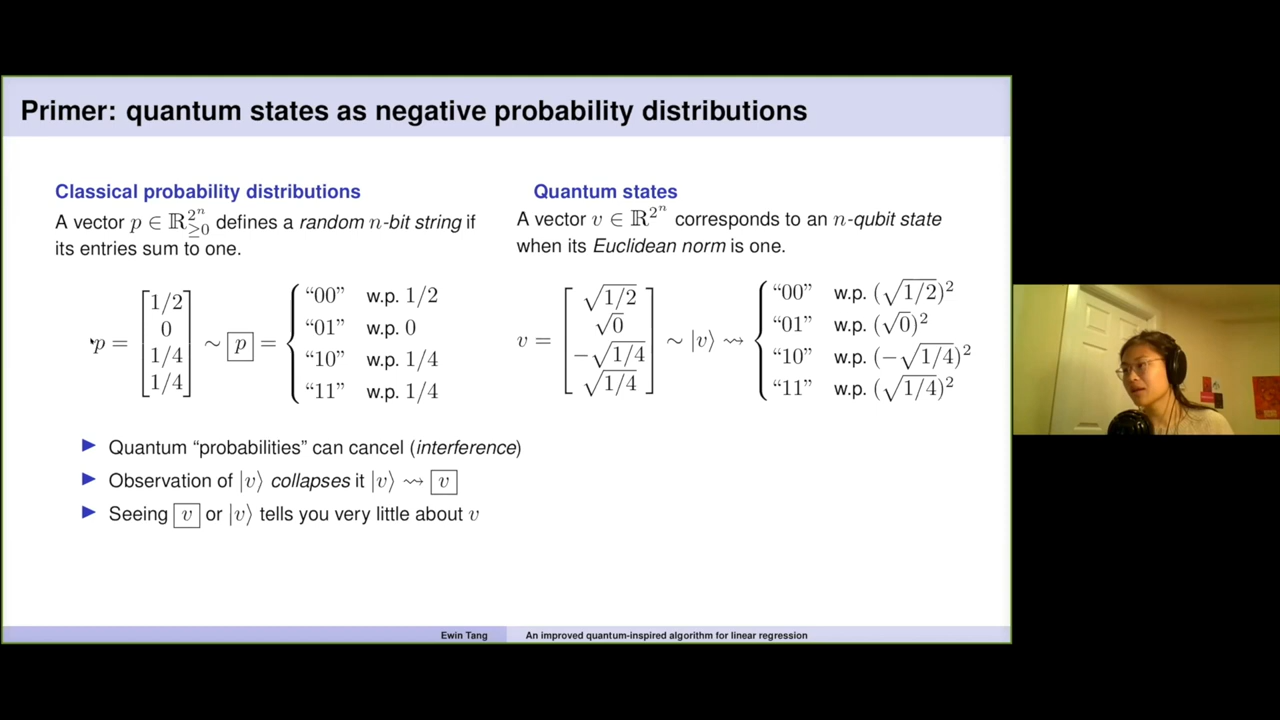 Primer: quantum states as negative probability distributions
Classical probability distributions
A vector p ∈ ℝ^{2^n}_{≥0} defines a random n-bit string if
its entries sum to one.
p = [1/2, 0, 1/4, 1/4] ∼ [p] = { “00” w.p. 1/2
“01” w.p. 0
“10” w.p. 1/4
“11” w.p. 1/4
Quantum states
A vector v ∈ ℝ^{2^n} corresponds to an n-qubit state
when its Euclidean norm is one.
v = [√1/2, √0, −√1/4, √1/4] ∼ |v⟩ ⇝ { “00” w.p. (√1/2)²
“01” w.p. (√0)²
“10” w.p. (−√1/4)²
“11” w.p. (√1/4)²
▶ Quantum “probabilities” can cancel (interference)
▶ Observation of |v⟩ collapses it |v⟩ ⇝ [v]
▶ Seeing [v] or |v⟩ tells you very little about v
Ewin Tang An improved quantum-inspired algorithm for linear regression